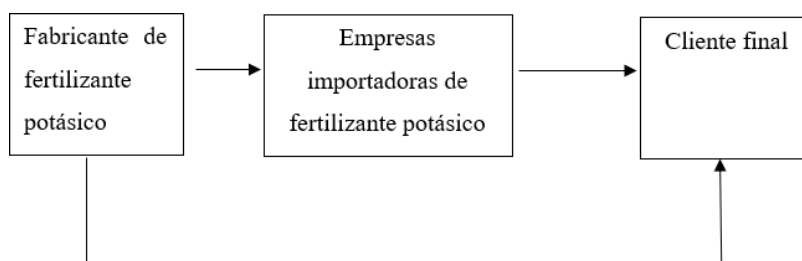 Fabricante de
fertilizante
potásico
Empresas
importadoras de
fertilizante potásico
Cliente final